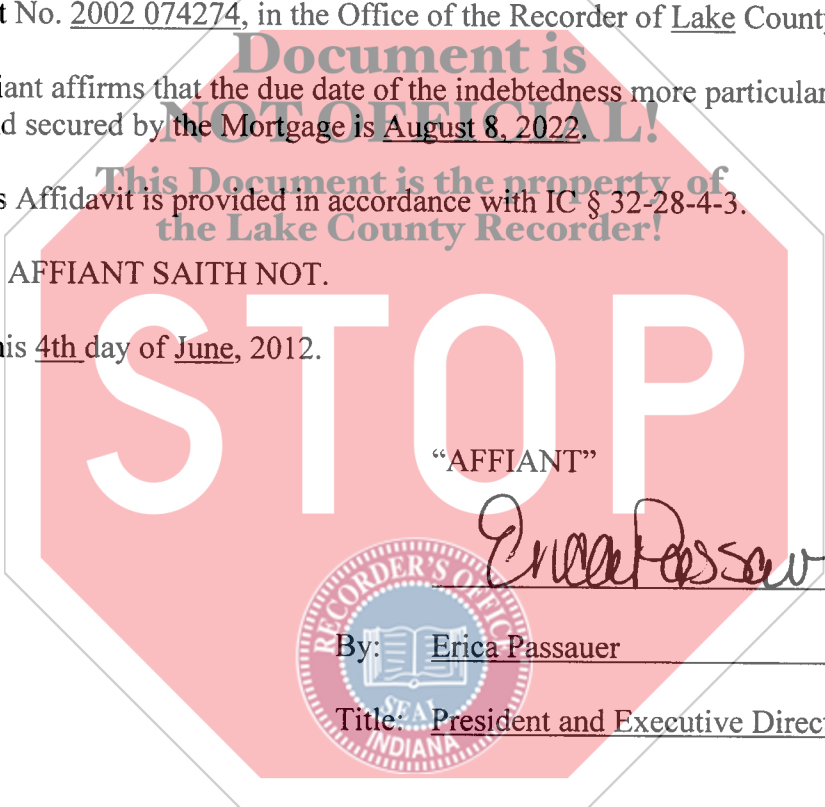 t No. 2002 074274, in the Office of the Recorder of Lake County
Document is
iant affirms that the due date of the indebtedness more particular
NOT OFFICIAL!
d secured by the Mortgage is August 8, 2022.
This Document is the property of
s Affidavit is provided in accordance with IC § 32-28-4-3.
the Lake County Recorder!
AFFIANT SAITH NOT.
STOP
his 4th day of June, 2012.
“AFFIANT”
Erica Passau
RECORDER'S OFFIC
By: Erica Passauer
SEAL
Title: President and Executive Direc
INDIANA